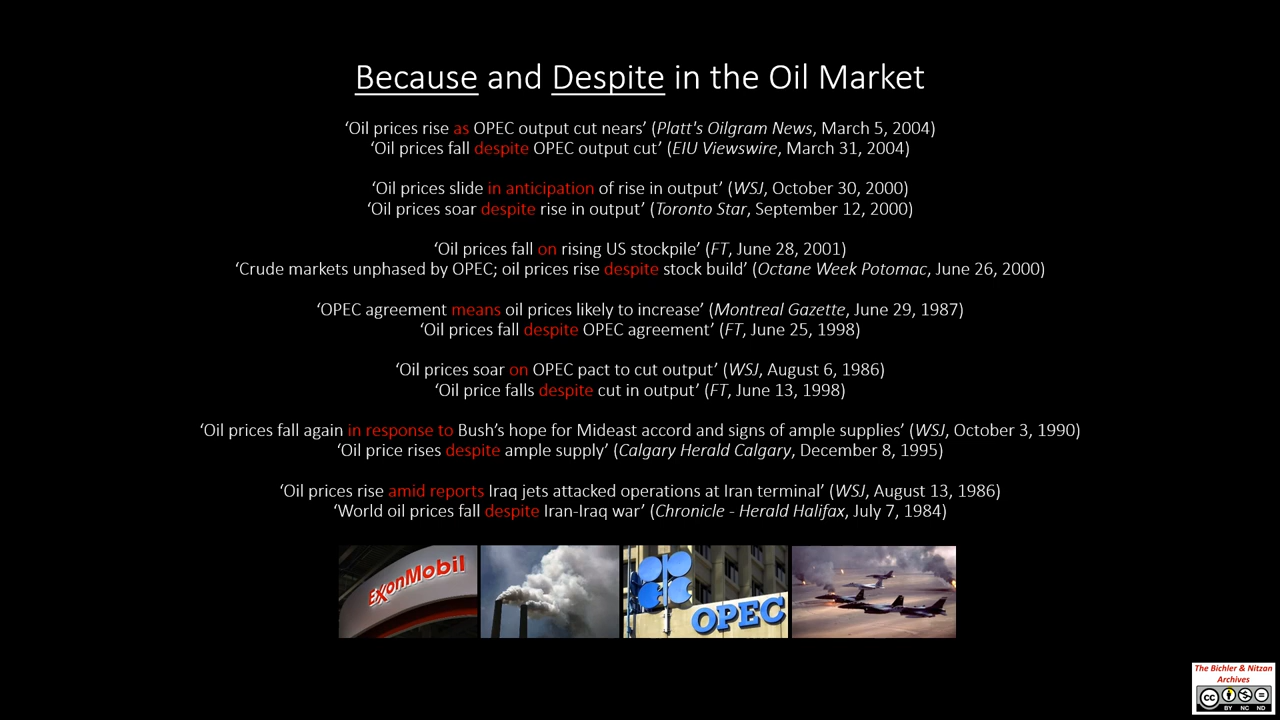 Because and Despite in the Oil Market
‘Oil prices rise as OPEC output cut nears’ (Platt's Oilgram News, March 5, 2004)
‘Oil prices fall despite OPEC output cut’ (EIU Viewswire, March 31, 2004)
‘Oil prices slide in anticipation of rise in output’ (WSJ, October 30, 2000)
‘Oil prices soar despite rise in output’ (Toronto Star, September 12, 2000)
‘Oil prices fall on rising US stockpile’ (FT, June 28, 2001)
‘Crude markets unphased by OPEC; oil prices rise despite stock build’ (Octane Week Potomac, June 26, 2000)
‘OPEC agreement means oil prices likely to increase’ (Montreal Gazette, June 29, 1987)
‘Oil prices fall despite OPEC agreement’ (FT, June 25, 1998)
‘Oil prices soar on OPEC pact to cut output’ (WSJ, August 6, 1986)
‘Oil price falls despite cut in output’ (FT, June 13, 1998)
‘Oil prices fall again in response to Bush’s hope for Mideast accord and signs of ample supplies’ (WSJ, October 3, 1990)
‘Oil price rises despite ample supply’ (Calgary Herald Calgary, December 8, 1995)
‘Oil prices rise amid reports Iraq jets attacked operations at Iran terminal’ (WSJ, August 13, 1986)
‘World oil prices fall despite Iran-Iraq war’ (Chronicle - Herald Halifax, July 7, 1984)
ExxonMobil
OPEC
The Bichler & Nitzan
Archives
CC
BY NC ND